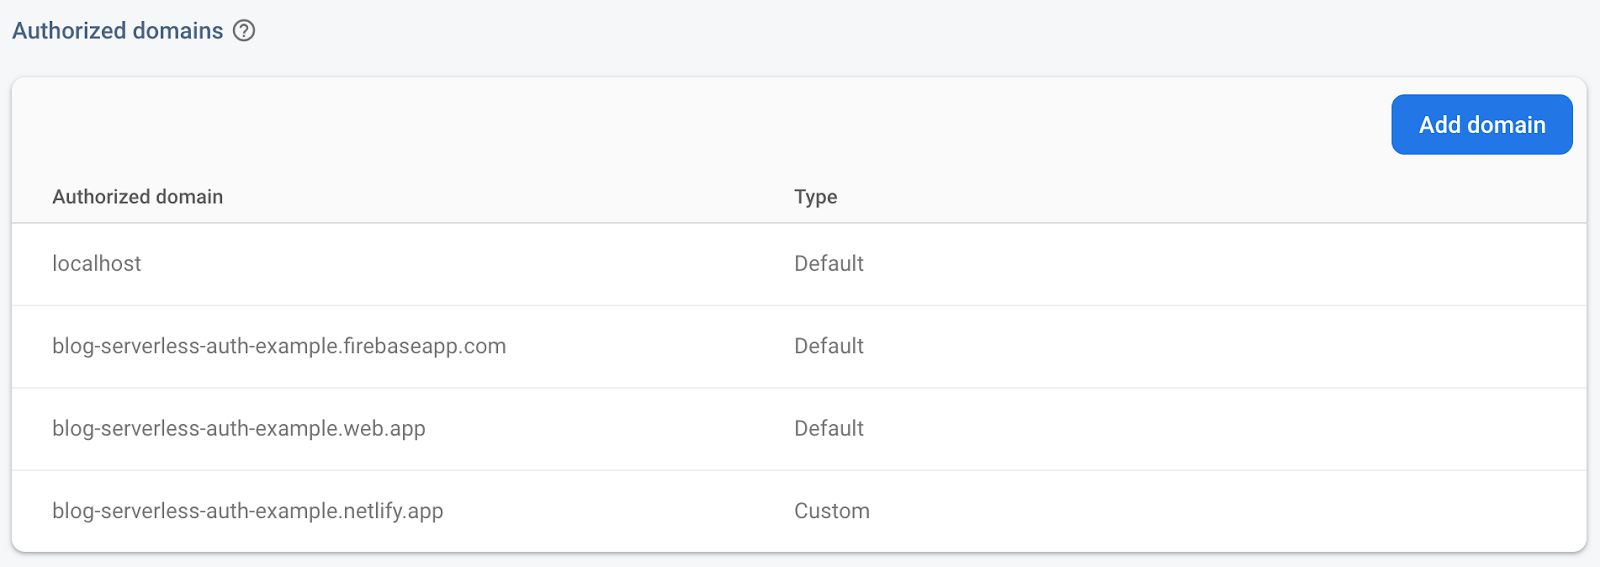 Authorized domains
Add domain
Authorized domain Type
localhost Default
blog-serverless-auth-example.firebaseapp.com Default
blog-serverless-auth-example.web.app Default
blog-serverless-auth-example.netlify.app Custom